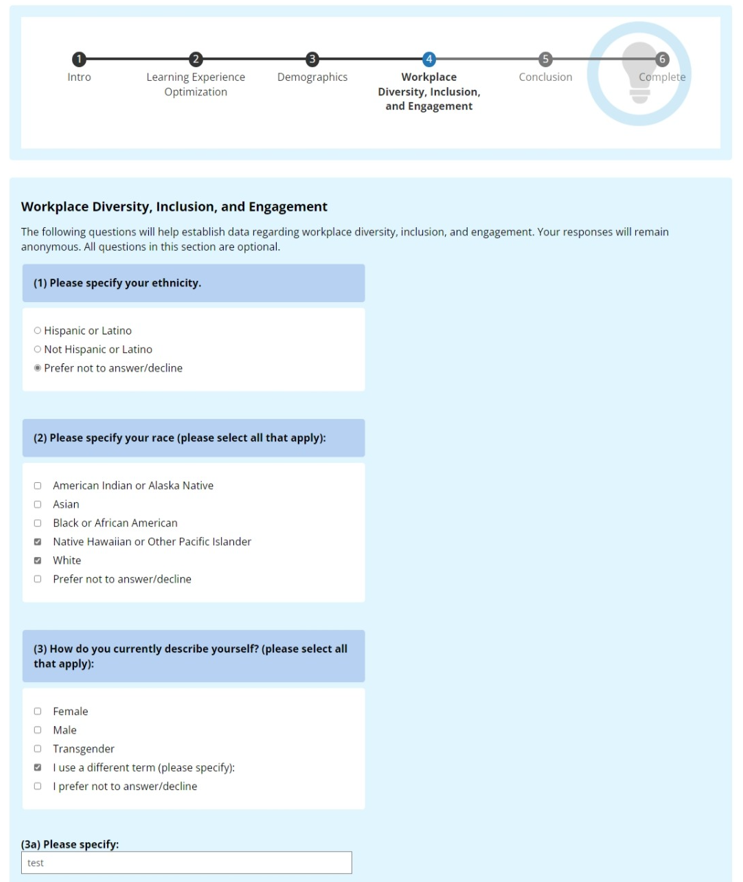 1 2 3 4 5 6
Intro Learning Experience Demographics Workplace Conclusion Complete
Optimization Diversity, Inclusion,
and Engagement
Workplace Diversity, Inclusion, and Engagement
The following questions will help establish data regarding workplace diversity, inclusion, and engagement. Your responses will remain
anonymous. All questions in this section are optional.
(1) Please specify your ethnicity.
Hispanic or Latino
Not Hispanic or Latino
Prefer not to answer/decline
(2) Please specify your race (please select all that apply):
American Indian or Alaska Native
Asian
Black or African American
Native Hawaiian or Other Pacific Islander
White
Prefer not to answer/decline
(3) How do you currently describe yourself? (please select all
that apply):
Female
Male
Transgender
I use a different term (please specify):
I prefer not to answer/decline
(3a) Please specify:
test